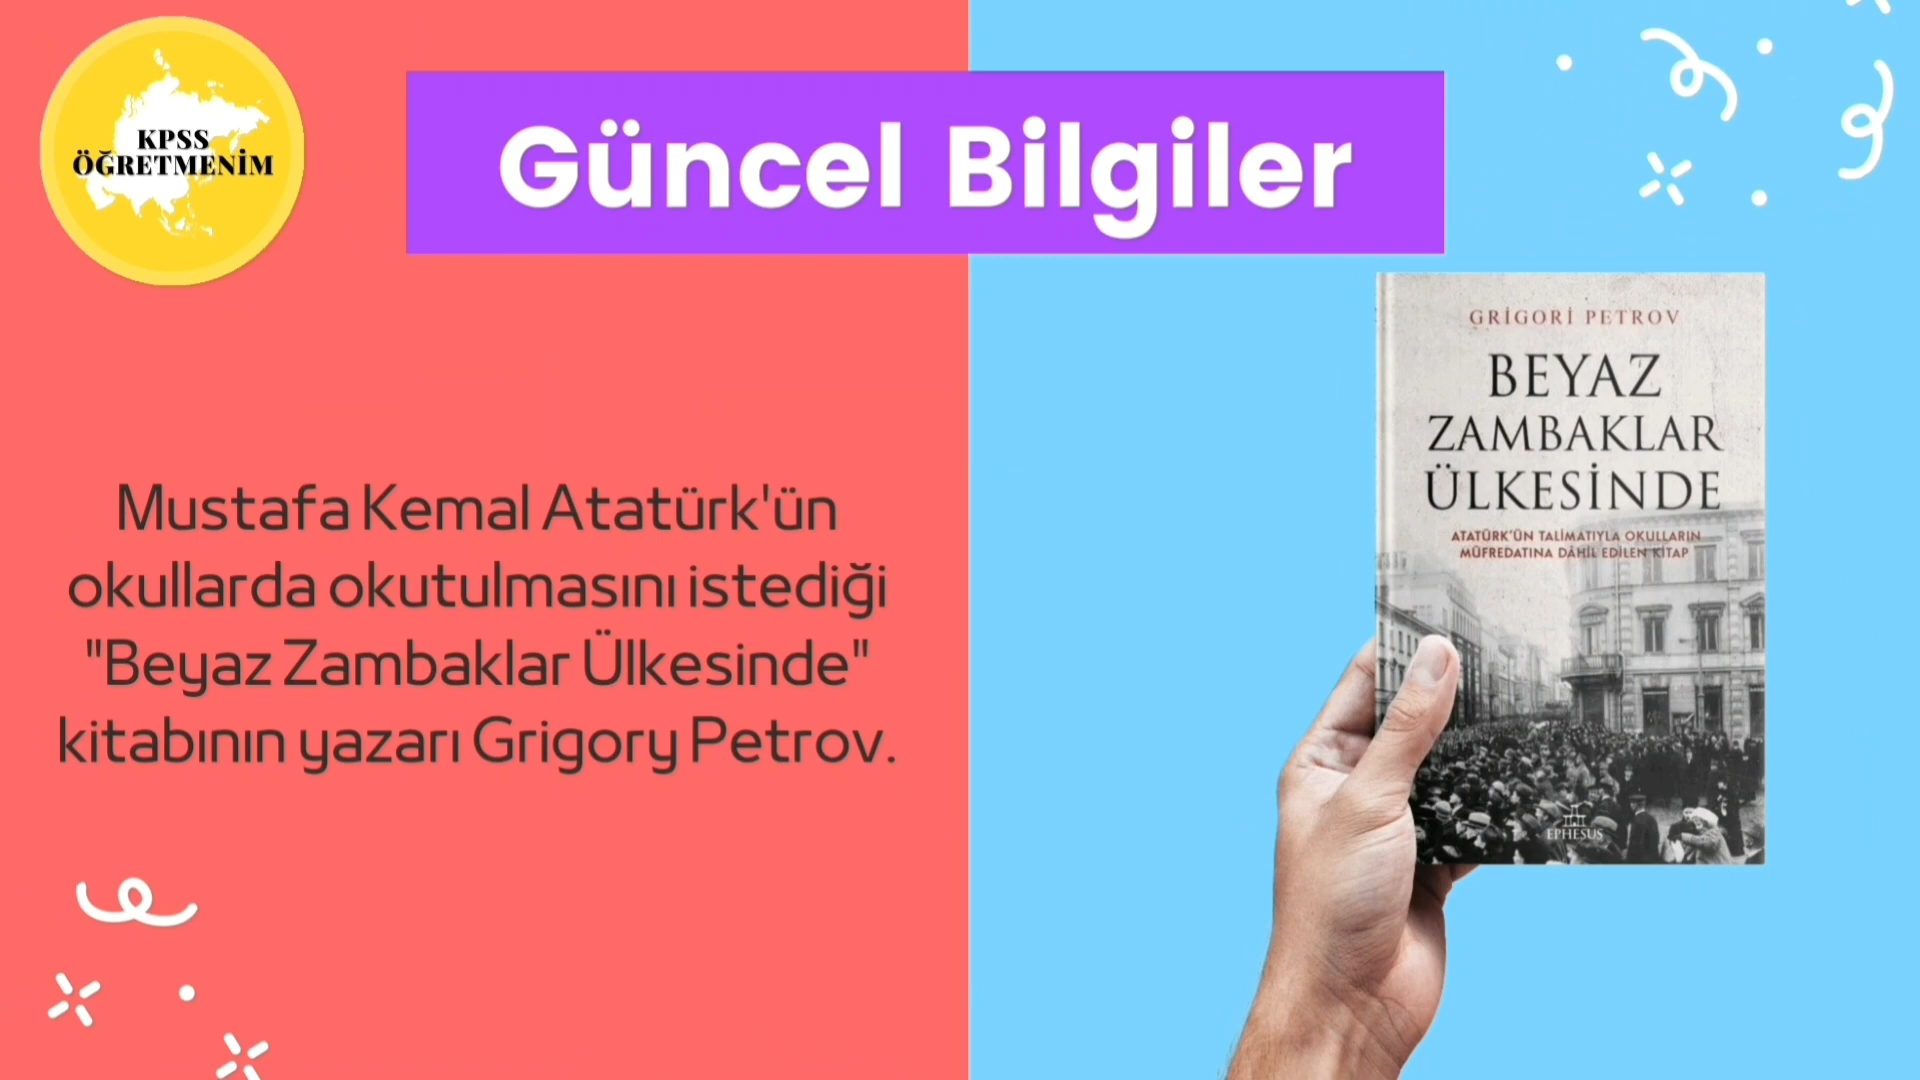 KPSS
ÖĞRETMENİM
Güncel Bilgiler
Mustafa Kemal Atatürk'ün
okullarda okutulmasını istediği
"Beyaz Zambaklar Ülkesinde"
kitabının yazarı Grigory Petrov.
GRİGORİ PETROV
BEYAZ
ZAMBAKLAR
ÜLKESİNDE
ATATÜRK'ÜN TALİMATIYLA OKULLARIN
MÜFREDATINA DÂHİL EDİLEN KİTAP
EPHESUS